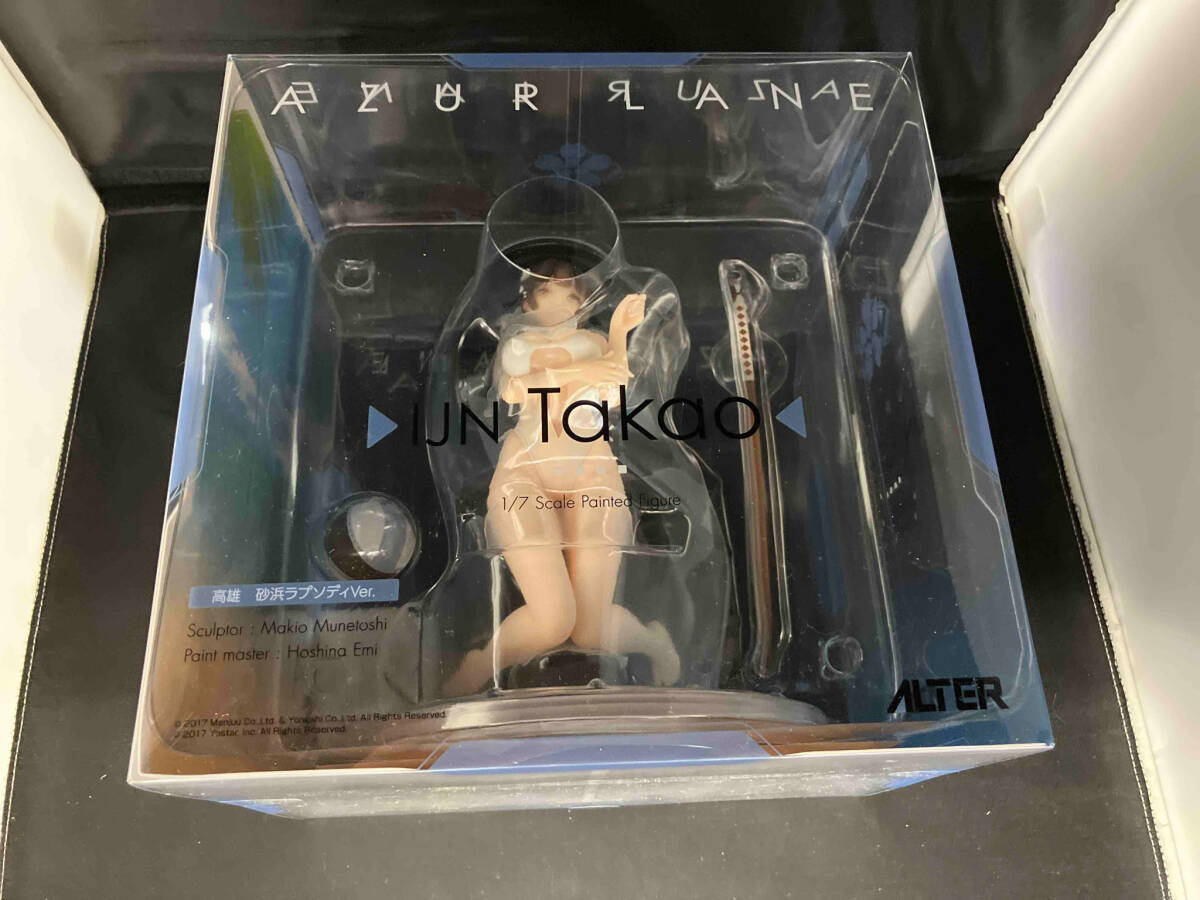 AZUR LANE
IJN Takao
1/7 Scale Painted Figure
高雄 砂浜ラプソディVer.
Sculptor : Makio Munetoshi
Paint master : Hoshina Emi
© 2017 Manjuu Co.,Ltd. & Yongshi Co.,Ltd. All Rights Reserved.
© 2017 Yostar, Inc. All Rights Reserved.
ALTER